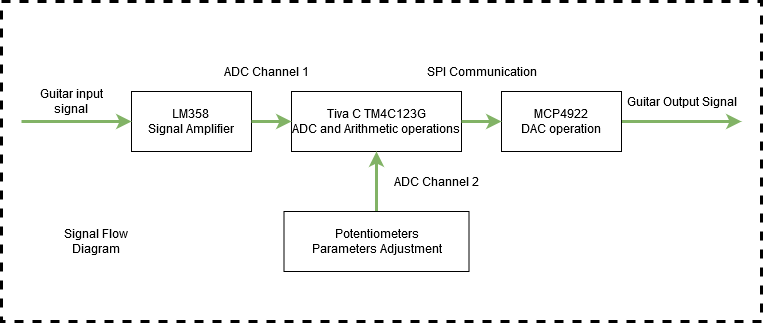 ADC Channel 1
SPI Communication
Guitar input
signal
LM358
Signal Amplifier
Tiva C TM4C123G
ADC and Arithmetic operations
MCP4922
DAC operation
Guitar Output Signal
ADC Channel 2
Potentiometers
Parameters Adjustment
Signal Flow
Diagram